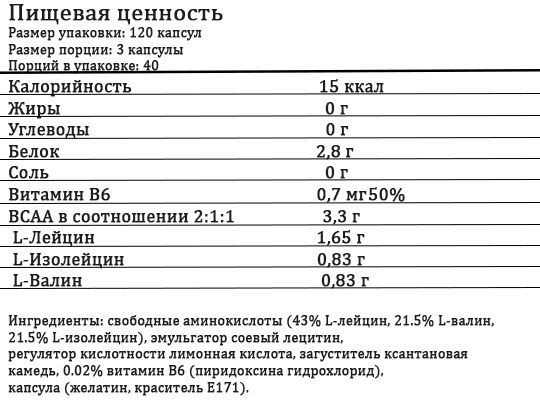 Пищевая ценность
Размер упаковки: 120 капсул
Размер порции: 3 капсулы
Порций в упаковке: 40
Калорийность 15 ккал
Жиры 0 г
Углеводы 0 г
Белок 2,8 г
Соль 0 г
Витамин B6 0,7 мг50%
BCAA в соотношении 2:1:1 3,3 г
L-Лейцин 1,65 г
L-Изолейцин 0,83 г
L-Валин 0,83 г
Ингредиенты: свободные аминокислоты (43% L-лейцин, 21.5% L-валин,
21.5% L-изолейцин), эмульгатор соевый лецитин,
регулятор кислотности лимонная кислота, загуститель ксантановая
камедь, 0.02% витамин B6 (пиридоксина гидрохлорид),
капсула (желатин, краситель E171).